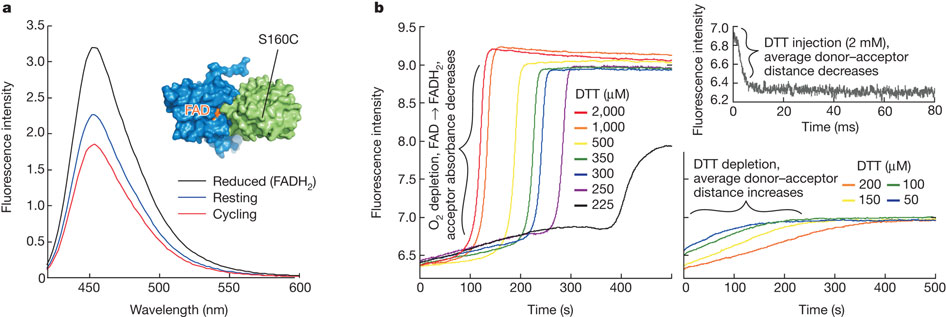 a
Fluorescence intensity
3.5
3.0
2.5
2.0
1.5
1.0
0.5
0
450
500
550
600
Wavelength (nm)
S160C
FAD
Reduced (FADH2)
Resting
Cycling
b
Fluorescence intensity
9.0
8.5
8.0
7.5
7.0
6.5
O2 depletion, FAD → FADH2,
acceptor absorbance decreases
DTT (µM)
2,000
1,000
500
350
300
250
225
0
200
400
Time (s)
Fluorescence intensity
7.0
6.8
6.6
6.4
6.2
DTT injection (2 mM),
average donor–acceptor
distance decreases
0
20
40
60
80
Time (ms)
DTT depletion,
average donor–acceptor
distance increases
DTT (µM)
200 100
150 50
0
100
200
300
400
500
Time (s)